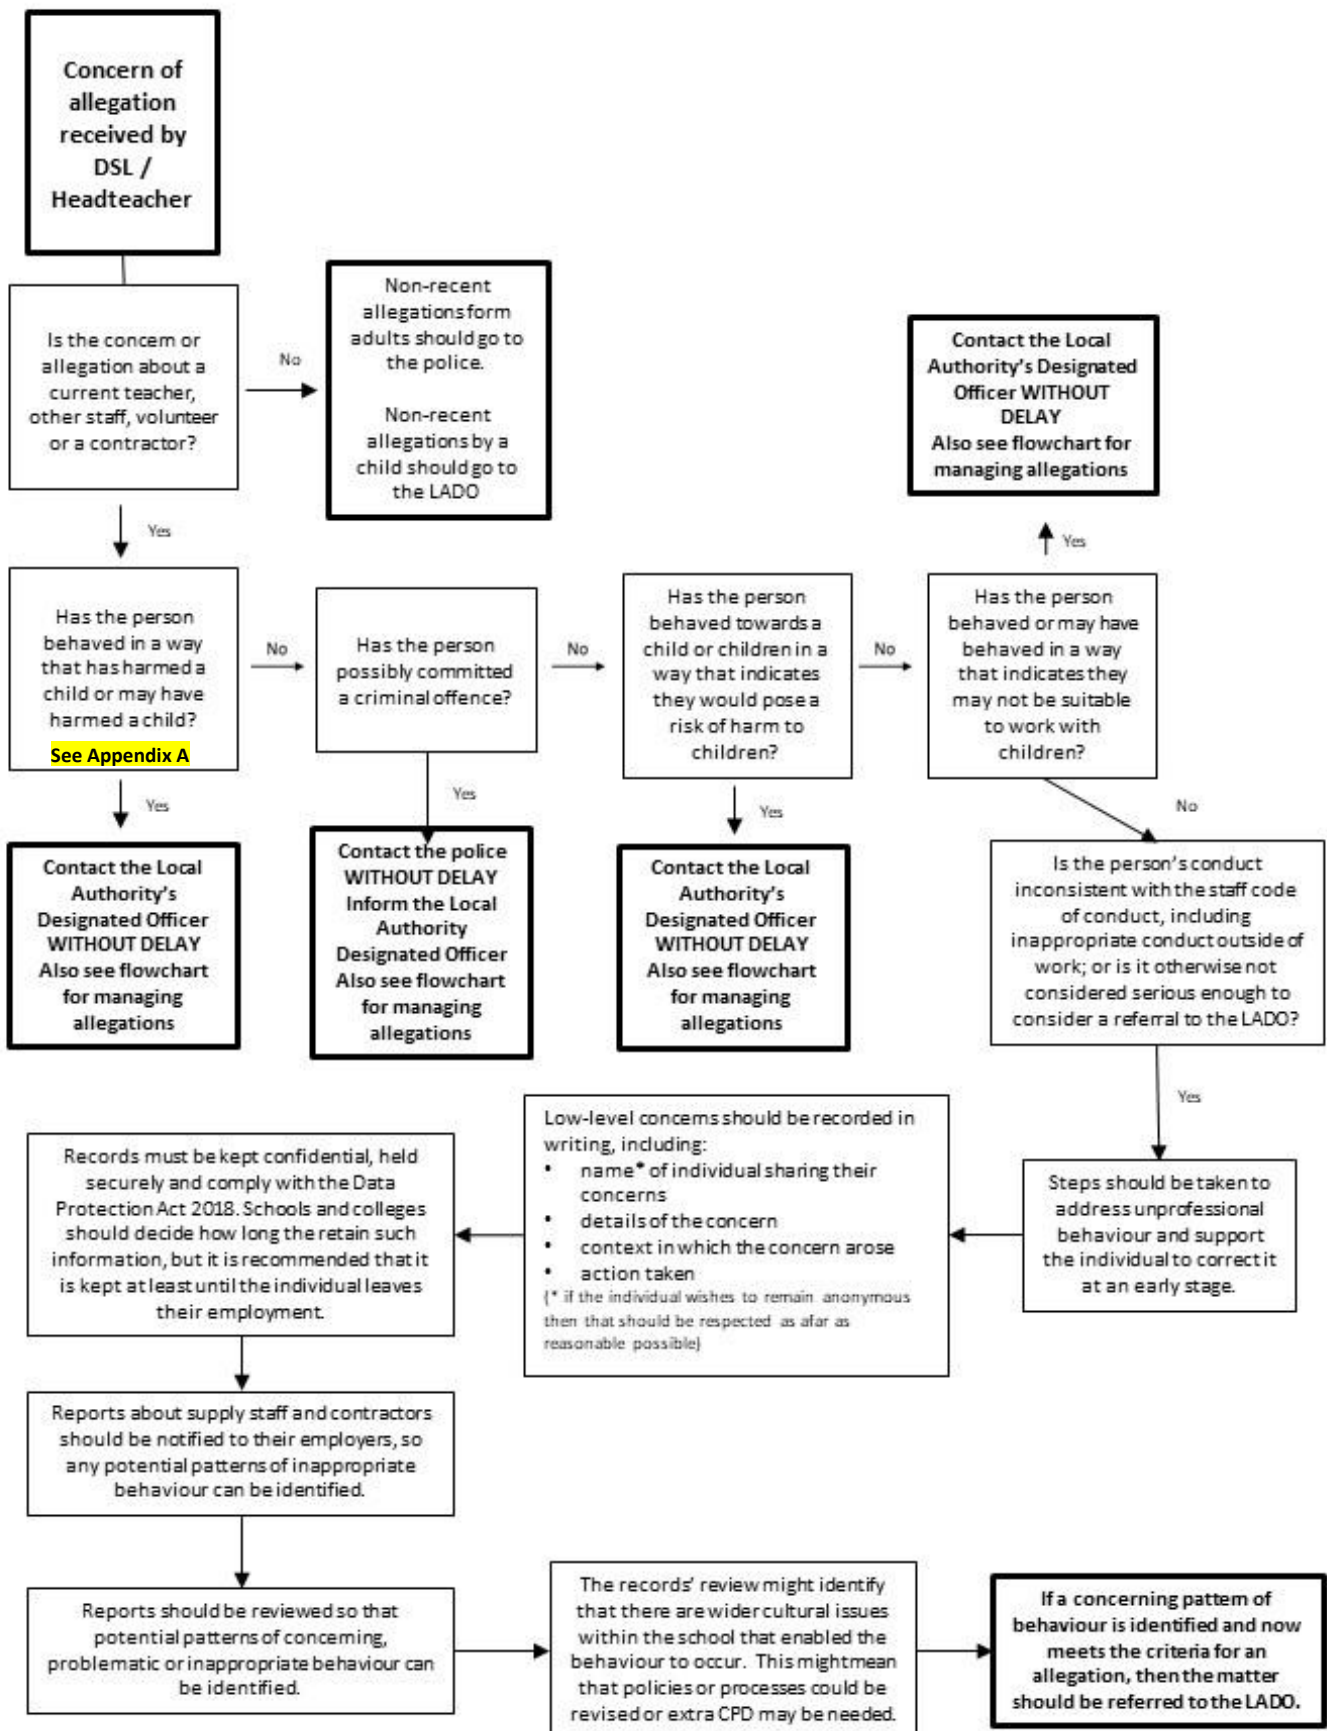 Concern of
allegation
received by
DSL /
Headteacher
Is the concern or
allegation about a
current teacher,
other staff, volunteer
or a contractor?
No
Non-recent
allegations form
adults should go to
the police.
Non-recent
allegations by a
child should go to
the LADO
Yes
Contact the Local
Authority's Designated
Officer WITHOUT
DELAY
Also see flowchart for
managing allegations
Yes
Has the person
behaved in a way
that has harmed a
child or may have
harmed a child?
See Appendix A
No
Has the person
possibly committed
a criminal offence?
No
Has the person
behaved towards a
child or children in a
way that indicates
they would pose a
risk of harm to
children?
No
Has the person
behaved or may have
behaved in a way
that indicates they
may not be suitable
to work with
children?
Yes
Yes
Yes
No
Contact the Local
Authority's
Designated Officer
WITHOUT DELAY
Also see flowchart
for managing
allegations
Contact the police
WITHOUT DELAY
Inform the Local
Authority
Designated Officer
Also see flowchart
for managing
allegations
Contact the Local
Authority's
Designated Officer
WITHOUT DELAY
Also see flowchart
for managing
allegations
Is the person's conduct
inconsistent with the staff code
of conduct, including
inappropriate conduct outside of
work; or is it otherwise not
considered serious enough to
consider a referral to the LADO?
Yes
Steps should be taken to
address unprofessional
behaviour and support
the individual to correct it
at an early stage.
Low-level concerns should be recorded in
writing, including:
• name* of individual sharing their
concerns
• details of the concern
• context in which the concern arose
• action taken
(* if the individual wishes to remain anonymous
then that should be respected as afar as
reasonable possible)
Records must be kept confidential, held
securely and comply with the Data
Protection Act 2018. Schools and colleges
should decide how long the retain such
information, but it is recommended that it
is kept at least until the individual leaves
their employment.
Reports about supply staff and contractors
should be notified to their employers, so
any potential patterns of inappropriate
behaviour can be identified.
Reports should be reviewed so that
potential patterns of concerning,
problematic or inappropriate behaviour can
be identified.
The records' review might identify
that there are wider cultural issues
within the school that enabled the
behaviour to occur. This might mean
that policies or processes could be
revised or extra CPD may be needed.
If a concerning pattern of
behaviour is identified and now
meets the criteria for an
allegation, then the matter
should be referred to the LADO.